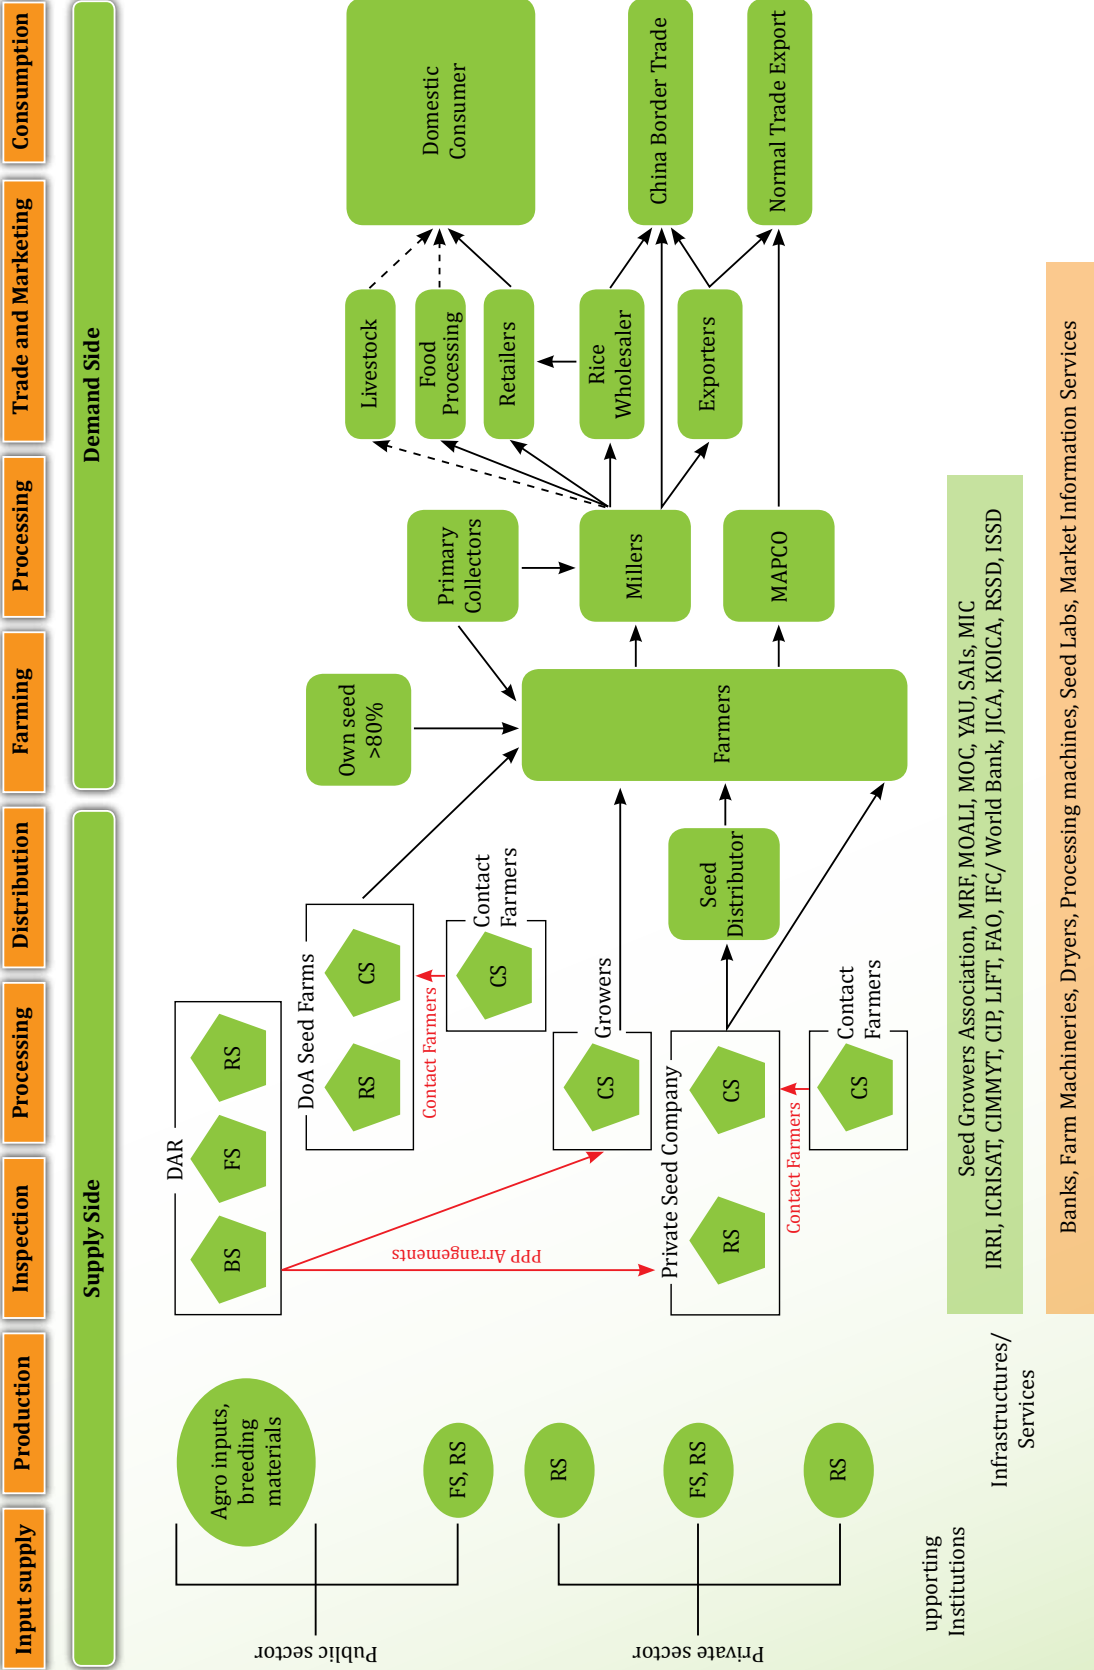 Input supply
Production
Inspection
Processing
Distribution
Farming
Processing
Trade and Marketing
Consumption
Supply Side
Demand Side
Public sector
Agro inputs,
breeding
materials
FS, RS
DAR
BS
FS
RS
DoA Seed Farms
RS
CS
Contact Farmers
CS
Contact
Farmers
PPP Arrangements
Growers
CS
Private sector
RS
FS, RS
RS
Private Seed Company
RS
CS
Contact Farmers
CS
Contact
Farmers
Seed
Distributor
Own seed
>80%
Farmers
Primary
Collectors
Millers
MAPCO
Livestock
Food
Processing
Retailers
Rice
Wholesaler
Exporters
Domestic
Consumer
China Border Trade
Normal Trade Export
upporting
Institutions
Seed Growers Association, MRF, MOALI, MOC, YAU, SAIs, MIC
IRRI, ICRISAT, CIMMYT, CIP, LIFT, FAO, IFC/ World Bank, JICA, KOICA, RSSD, ISSD
Infrastructures/
Services
Banks, Farm Machineries, Dryers, Processing machines, Seed Labs, Market Information Services